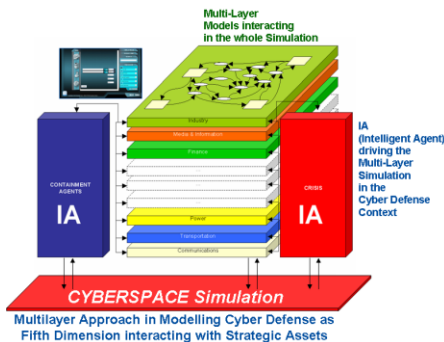 Multi-Layer
Models interacting
in the whole Simulation
Industry
Media & Information
Finance
...
...
...
Power
Transportation
Communications
CONTAINMENT
AGENTS
IA
CRISIS
IA
IA
(Intelligent Agent)
driving the
Multi-Layer
Simulation
in the
Cyber Defense
Context
CYBERSPACE Simulation
Multilayer Approach in Modelling Cyber Defense as
Fifth Dimension interacting with Strategic Assets